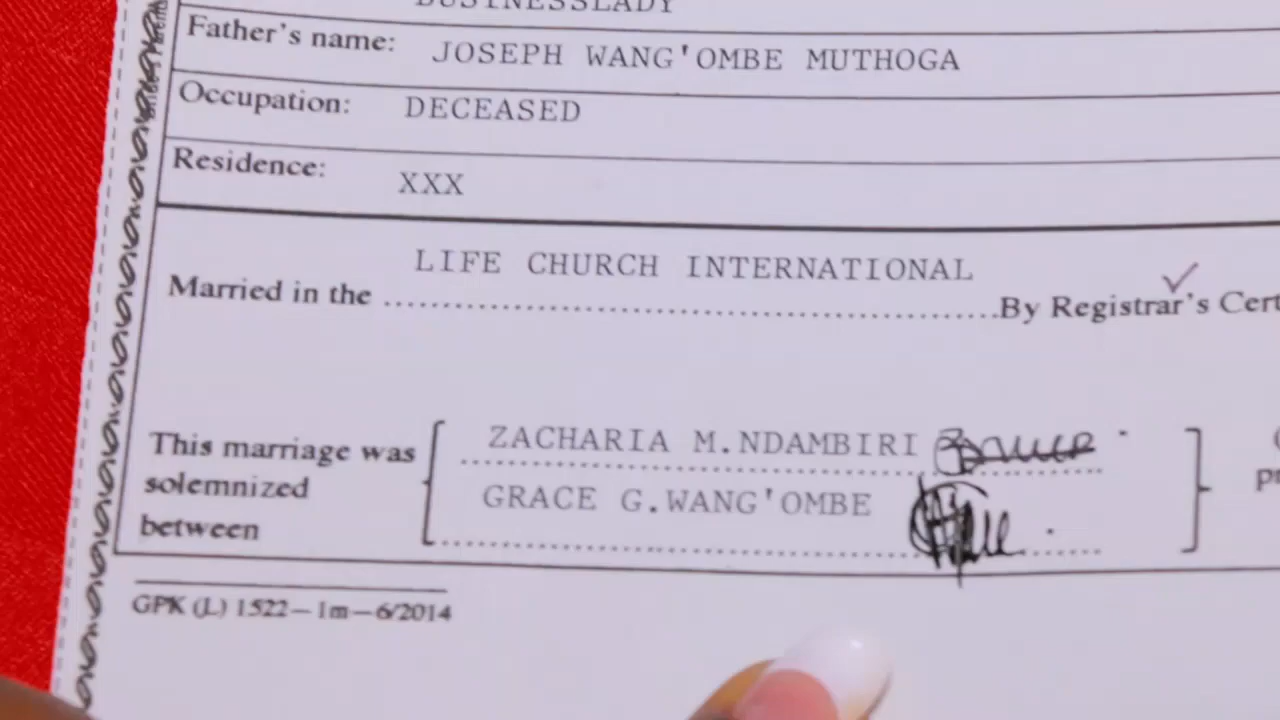 BUSINESSLADY
Father's name: JOSEPH WANG'OMBE MUTHOGA
Occupation: DECEASED
Residence: XXX
LIFE CHURCH INTERNATIONAL
Married in the ........................................ By Registrar's Cert
This marriage was solemnized between
ZACHARIA M.NDAMBIRI
GRACE G.WANG'OMBE
GPK (L) 1522—1m—6/2014